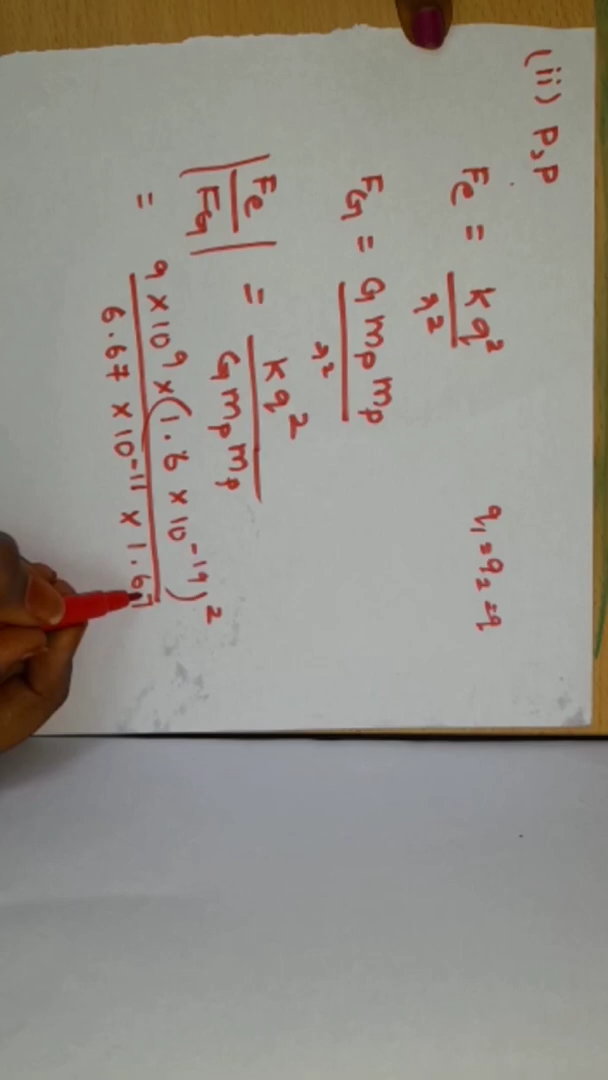 (ii) P,P
Fe = kq²/r² q₁=q₂=q
FG = G mp mp/r²
|Fe/FG| = kq²/G mp mp
= 9 × 10⁹ × (1.6 × 10⁻¹⁹)²/6.67 × 10⁻¹¹ × 1.67